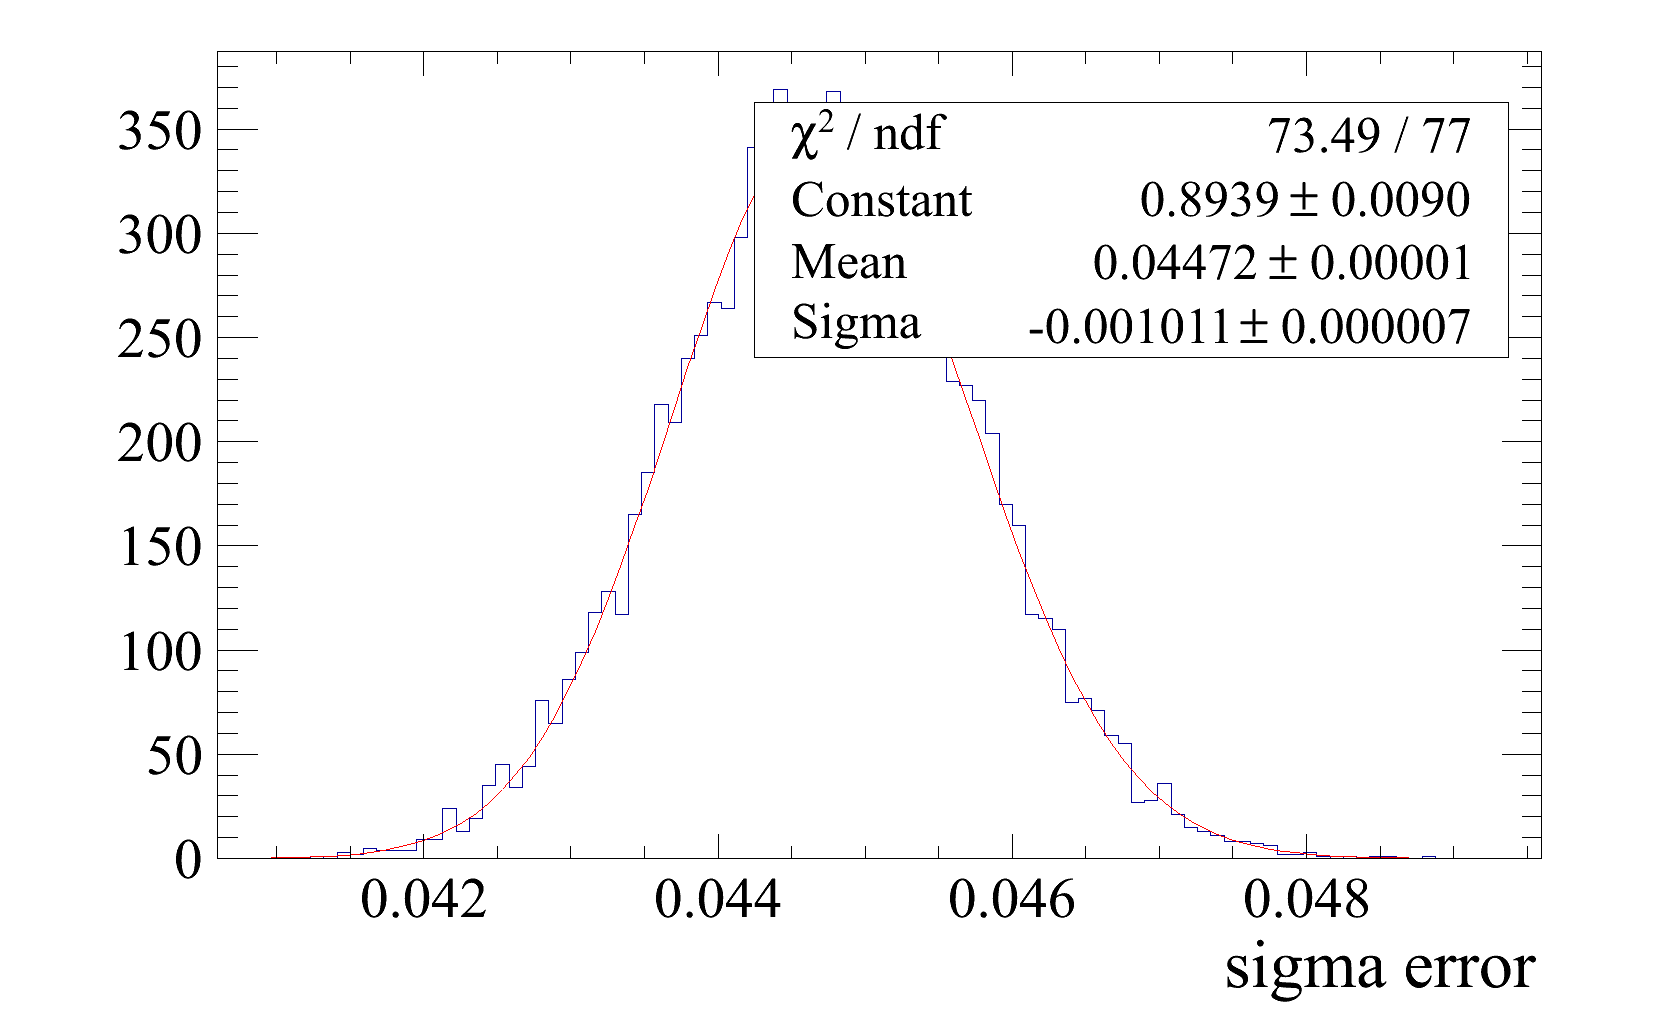 350
300
250
200
150
100
50
0
χ² / ndf 73.49 / 77
Constant 0.8939 ± 0.0090
Mean 0.04472 ± 0.00001
Sigma -0.001011 ± 0.000007
0.042 0.044 0.046 0.048
sigma error